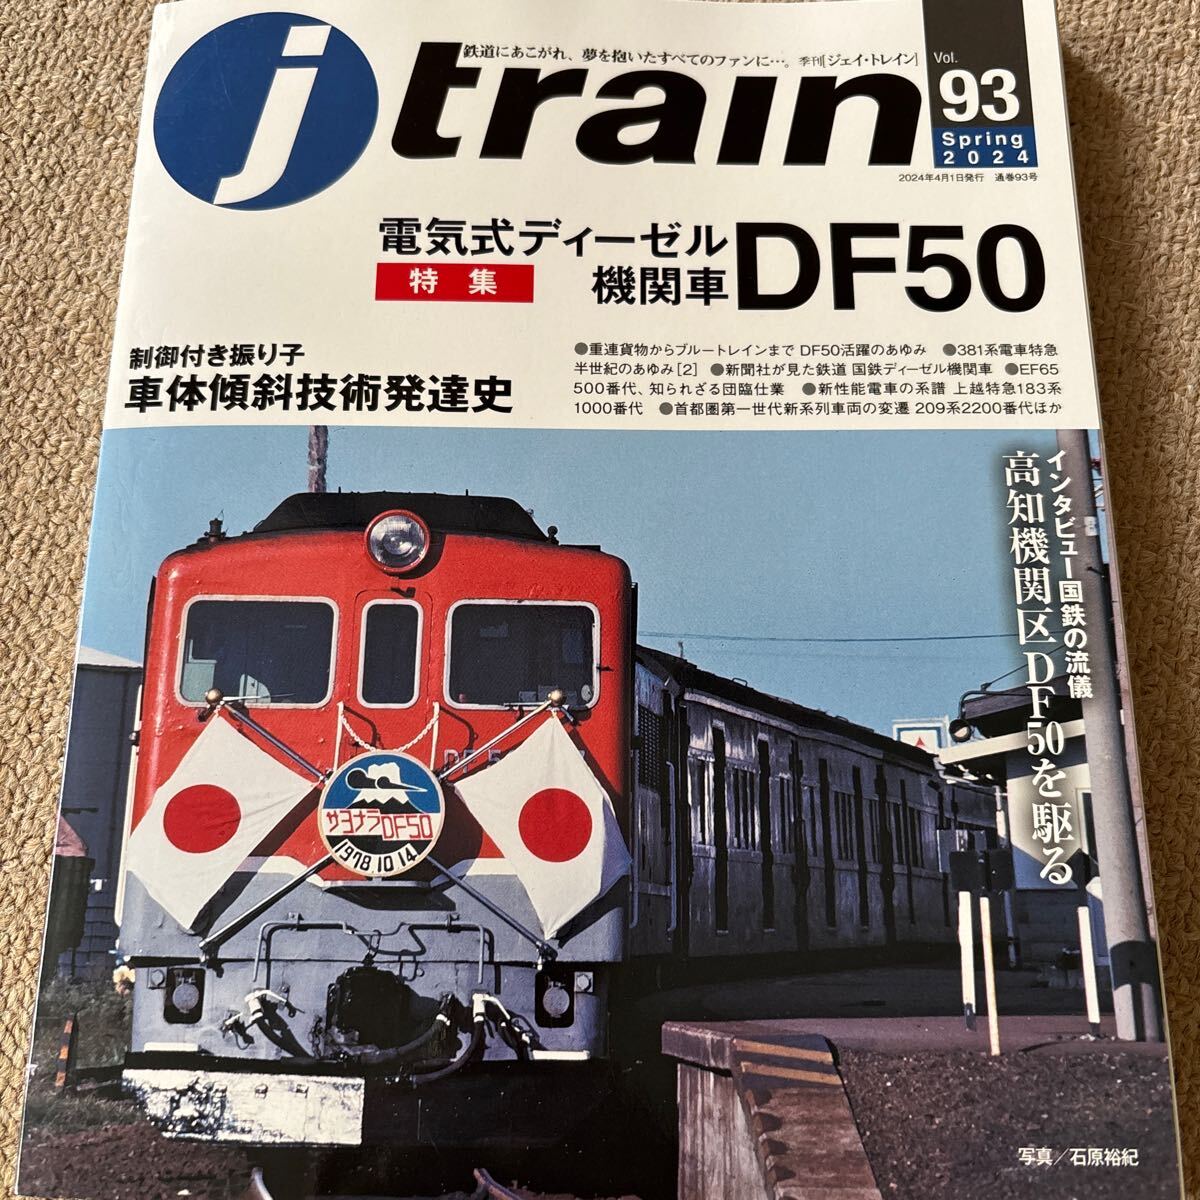 鉄道にあこがれ、夢を抱いたすべてのファンに…。季刊[ジェイ・トレイン]
j train
Vol.
93
Spring
2024
2024年4月1日発行 通巻93号
電気式ディーゼル
特集
機関車
DF50
制御付き振り子
車体傾斜技術発達史
●重連貨物からブルートレインまで DF50活躍のあゆみ ●381系電車特急
半世紀のあゆみ[2] ●新聞社が見た鉄道 国鉄ディーゼル機関車 ●EF65
500番代、知られざる団臨仕業 ●新性能電車の系譜 上越特急183系
1000番代 ●首都圏第一世代新系列車両の変遷 209系2200番代ほか
インタビュー国鉄の流儀
高知機関区DF50を駆る
サヨナラ
DF50
1978.10.14
写真/石原裕紀